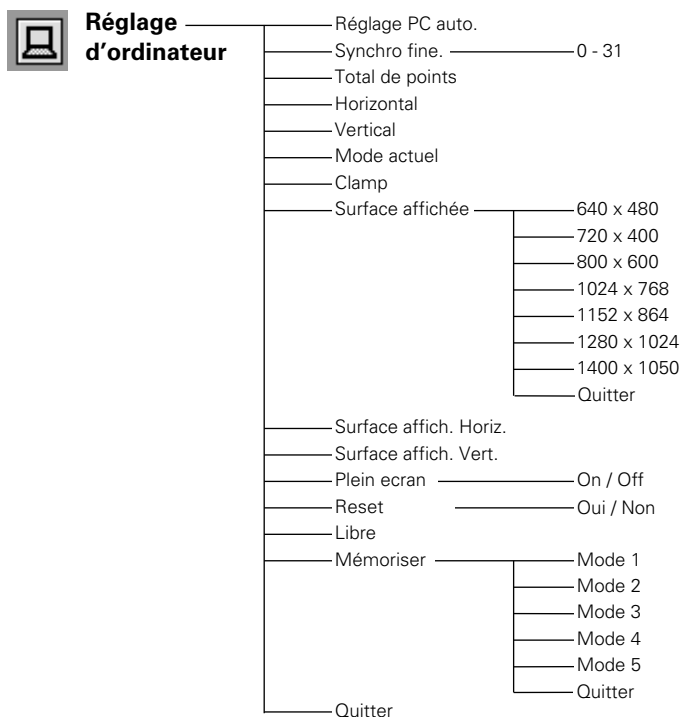 Réglage d'ordinateur
Réglage PC auto.
Synchro fine. 0 - 31
Total de points
Horizontal
Vertical
Mode actuel
Clamp
Surface affichée 640 x 480
720 x 400
800 x 600
1024 x 768
1152 x 864
1280 x 1024
1400 x 1050
Quitter
Surface affich. Horiz.
Surface affich. Vert.
Plein ecran On / Off
Reset Oui / Non
Libre
Mémoriser Mode 1
Mode 2
Mode 3
Mode 4
Mode 5
Quitter
Quitter